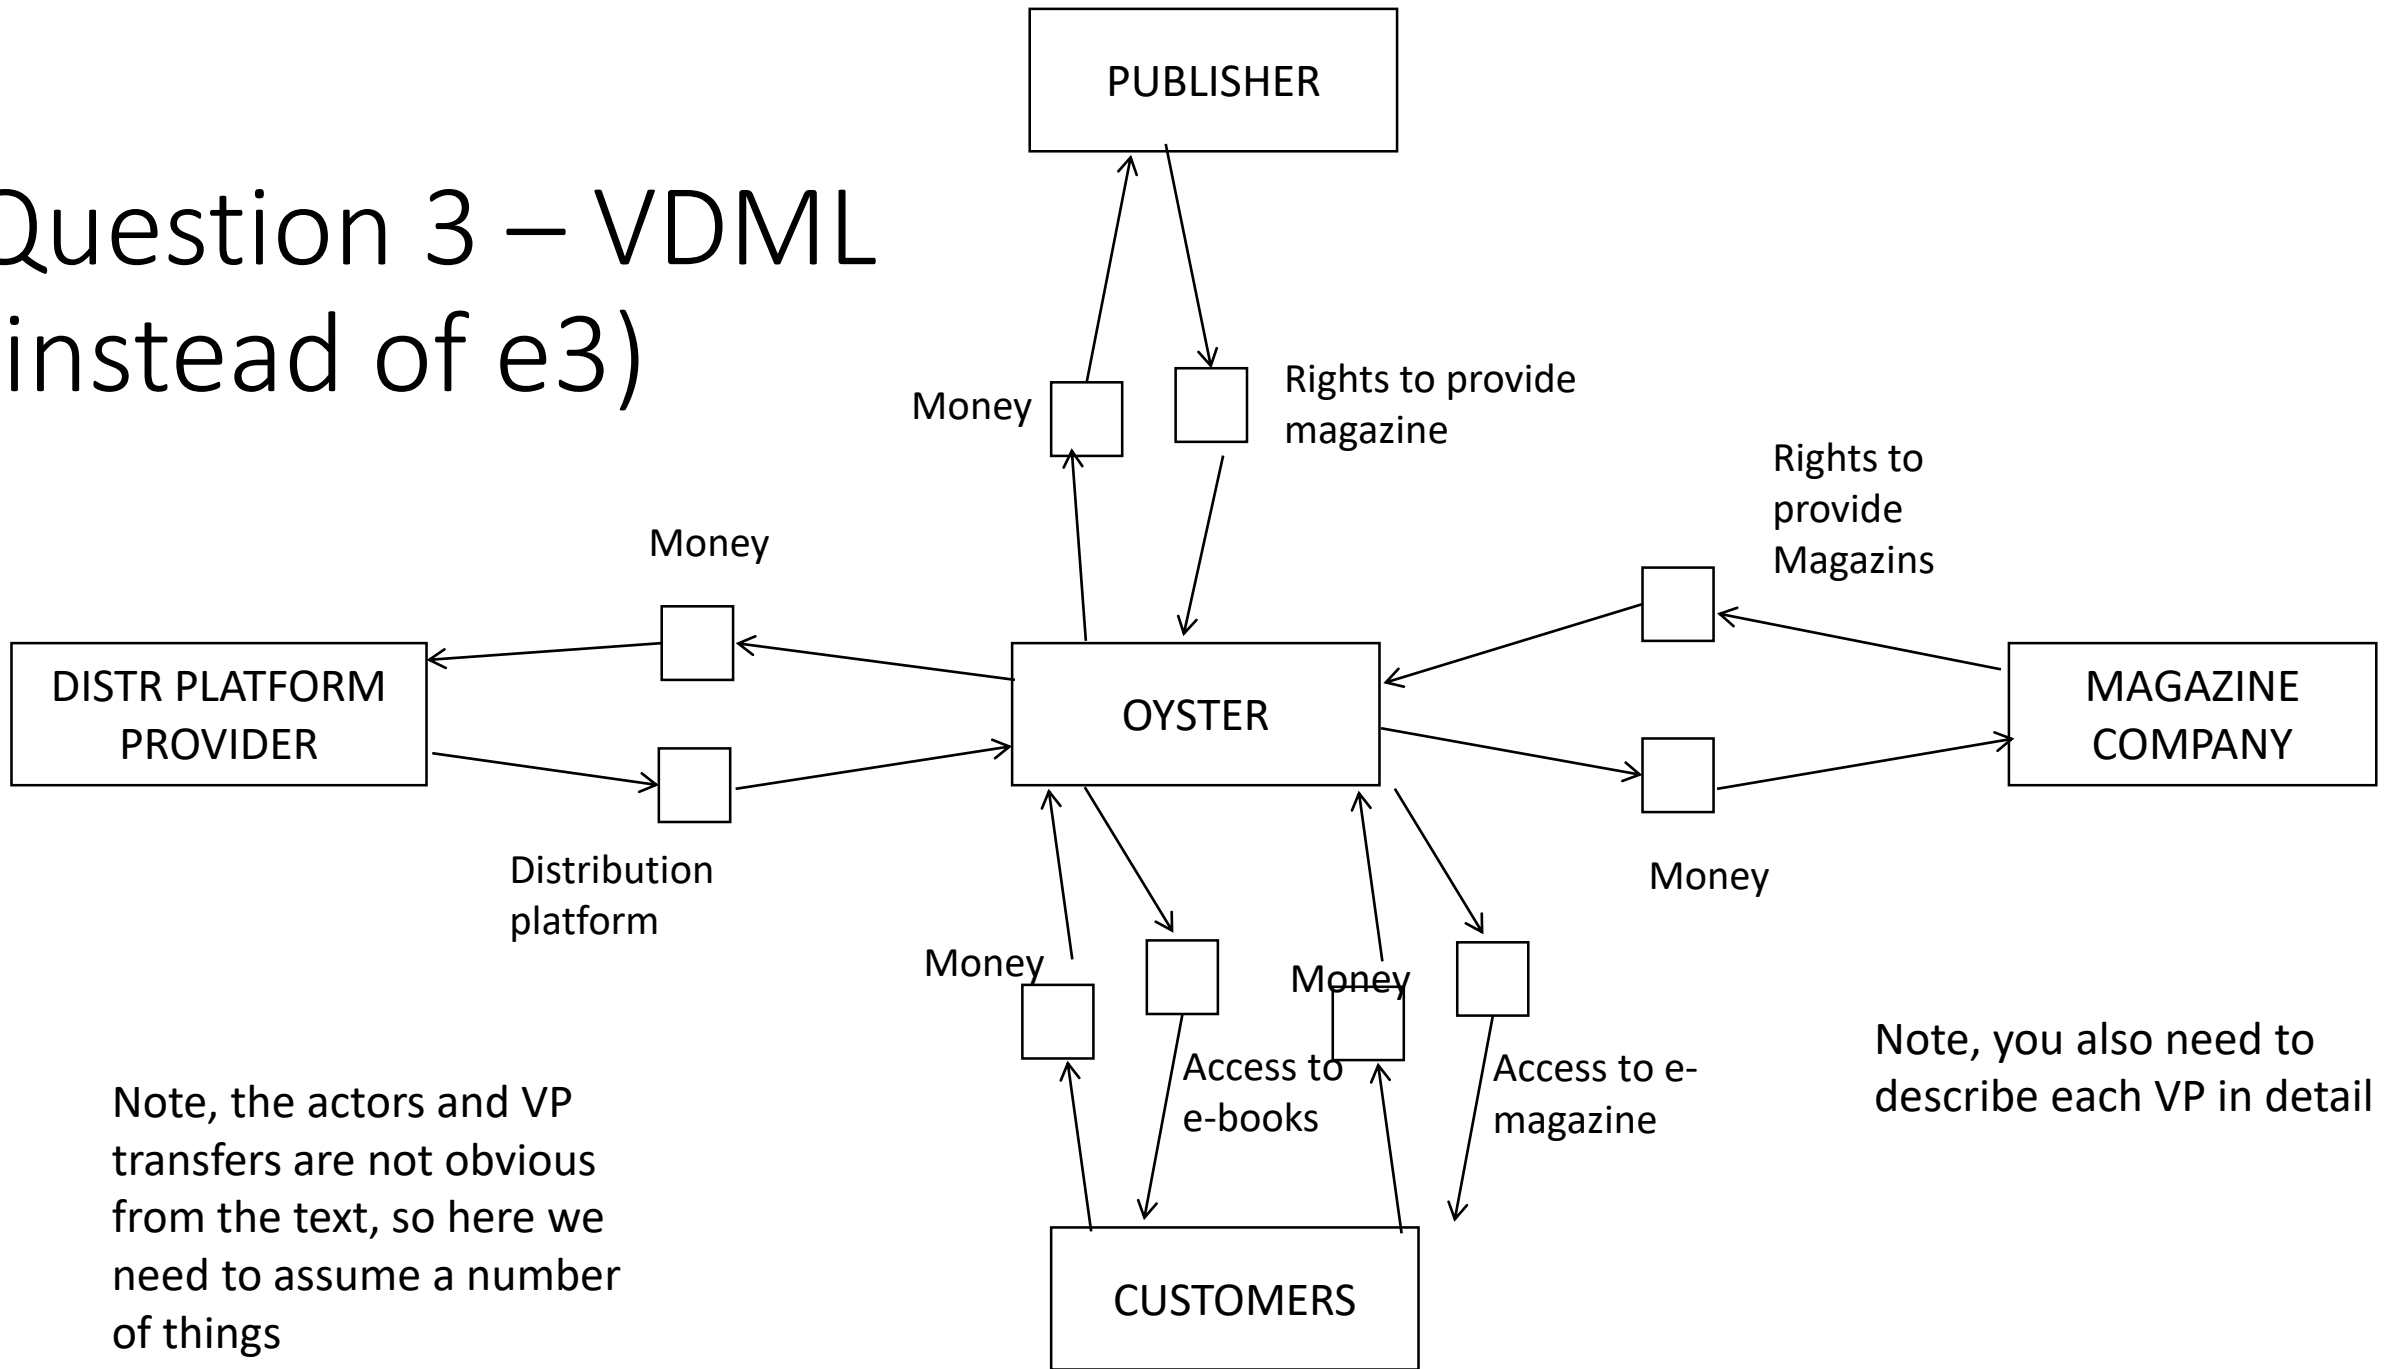 PUBLISHER
Question 3 – VDML
instead of e3)
Money
Rights to provide
magazine
Rights to
provide
Magazins
Money
DISTR PLATFORM
PROVIDER
OYSTER
MAGAZINE
COMPANY
Distribution
platform
Money
Money
Money
Access to
e-books
Access to e-
magazine
Note, you also need to
describe each VP in detail
Note, the actors and VP
transfers are not obvious
from the text, so here we
need to assume a number
of things
CUSTOMERS